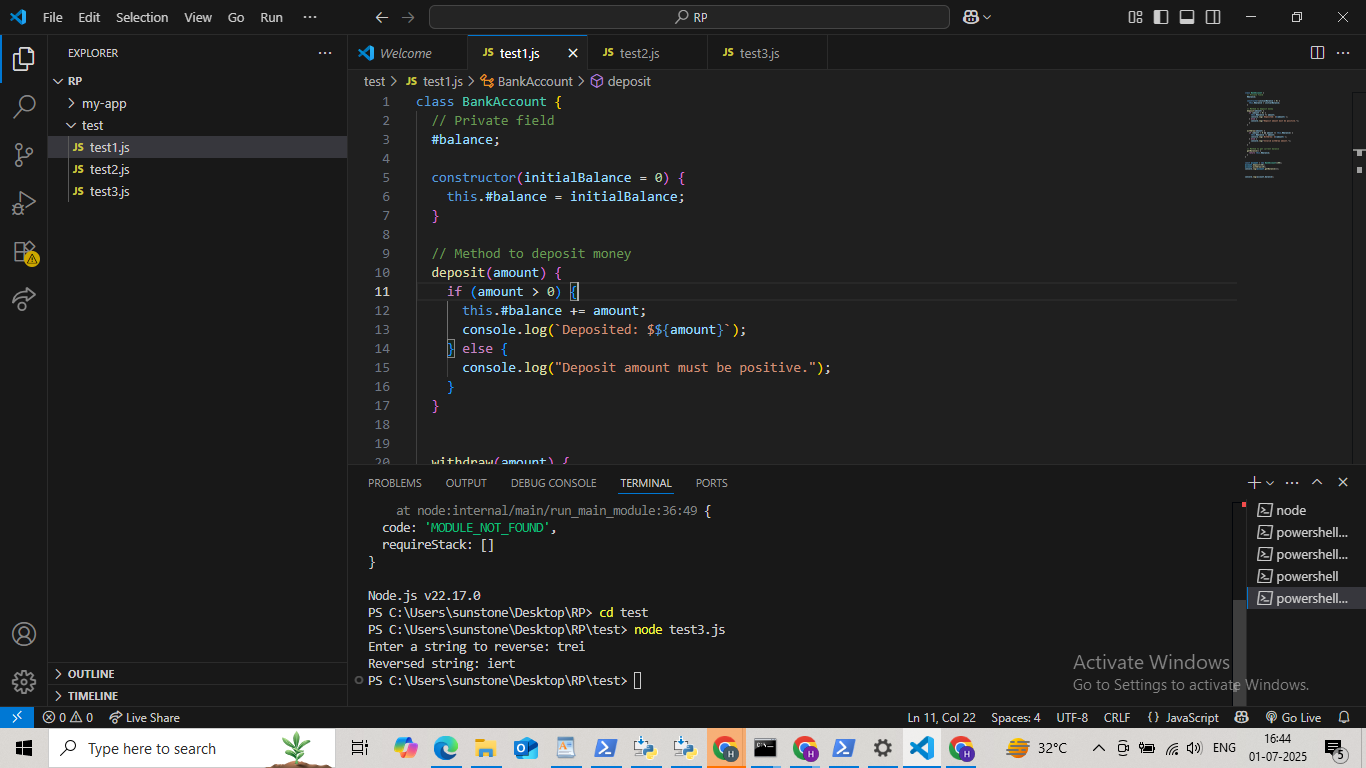 File Edit Selection View Go Run ··· RP
EXPLORER ···
RP
my-app
test
JS test1.js
JS test2.js
JS test3.js
OUTLINE
TIMELINE
Welcome JS test1.js JS test2.js JS test3.js
test > JS test1.js > BankAccount > deposit
1 class BankAccount {
2 // Private field
3 #balance;
4
5 constructor(initialBalance = 0) {
6 this.#balance = initialBalance;
7 }
8
9 // Method to deposit money
10 deposit(amount) {
11 if (amount > 0) {
12 this.#balance += amount;
13 console.log(`Deposited: $${amount}`);
14 } else {
15 console.log("Deposit amount must be positive.");
16 }
17 }
18
19
20 withdraw(amount) {
PROBLEMS OUTPUT DEBUG CONSOLE TERMINAL PORTS
at node:internal/main/run_main_module:36:49 {
code: 'MODULE_NOT_FOUND',
requireStack: []
}
Node.js v22.17.0
PS C:\Users\sunstone\Desktop\RP> cd test
PS C:\Users\sunstone\Desktop\RP\test> node test3.js
Enter a string to reverse: trei
Reversed string: iert
PS C:\Users\sunstone\Desktop\RP\test>
node
powershell...
powershell...
powershell
powershell...
Activate Windows
Go to Settings to activate Windows.
0 0 Live Share Ln 11, Col 22 Spaces: 4 UTF-8 CRLF {} JavaScript Go Live
Type here to search 32°C ENG 16:44
01-07-2025 5